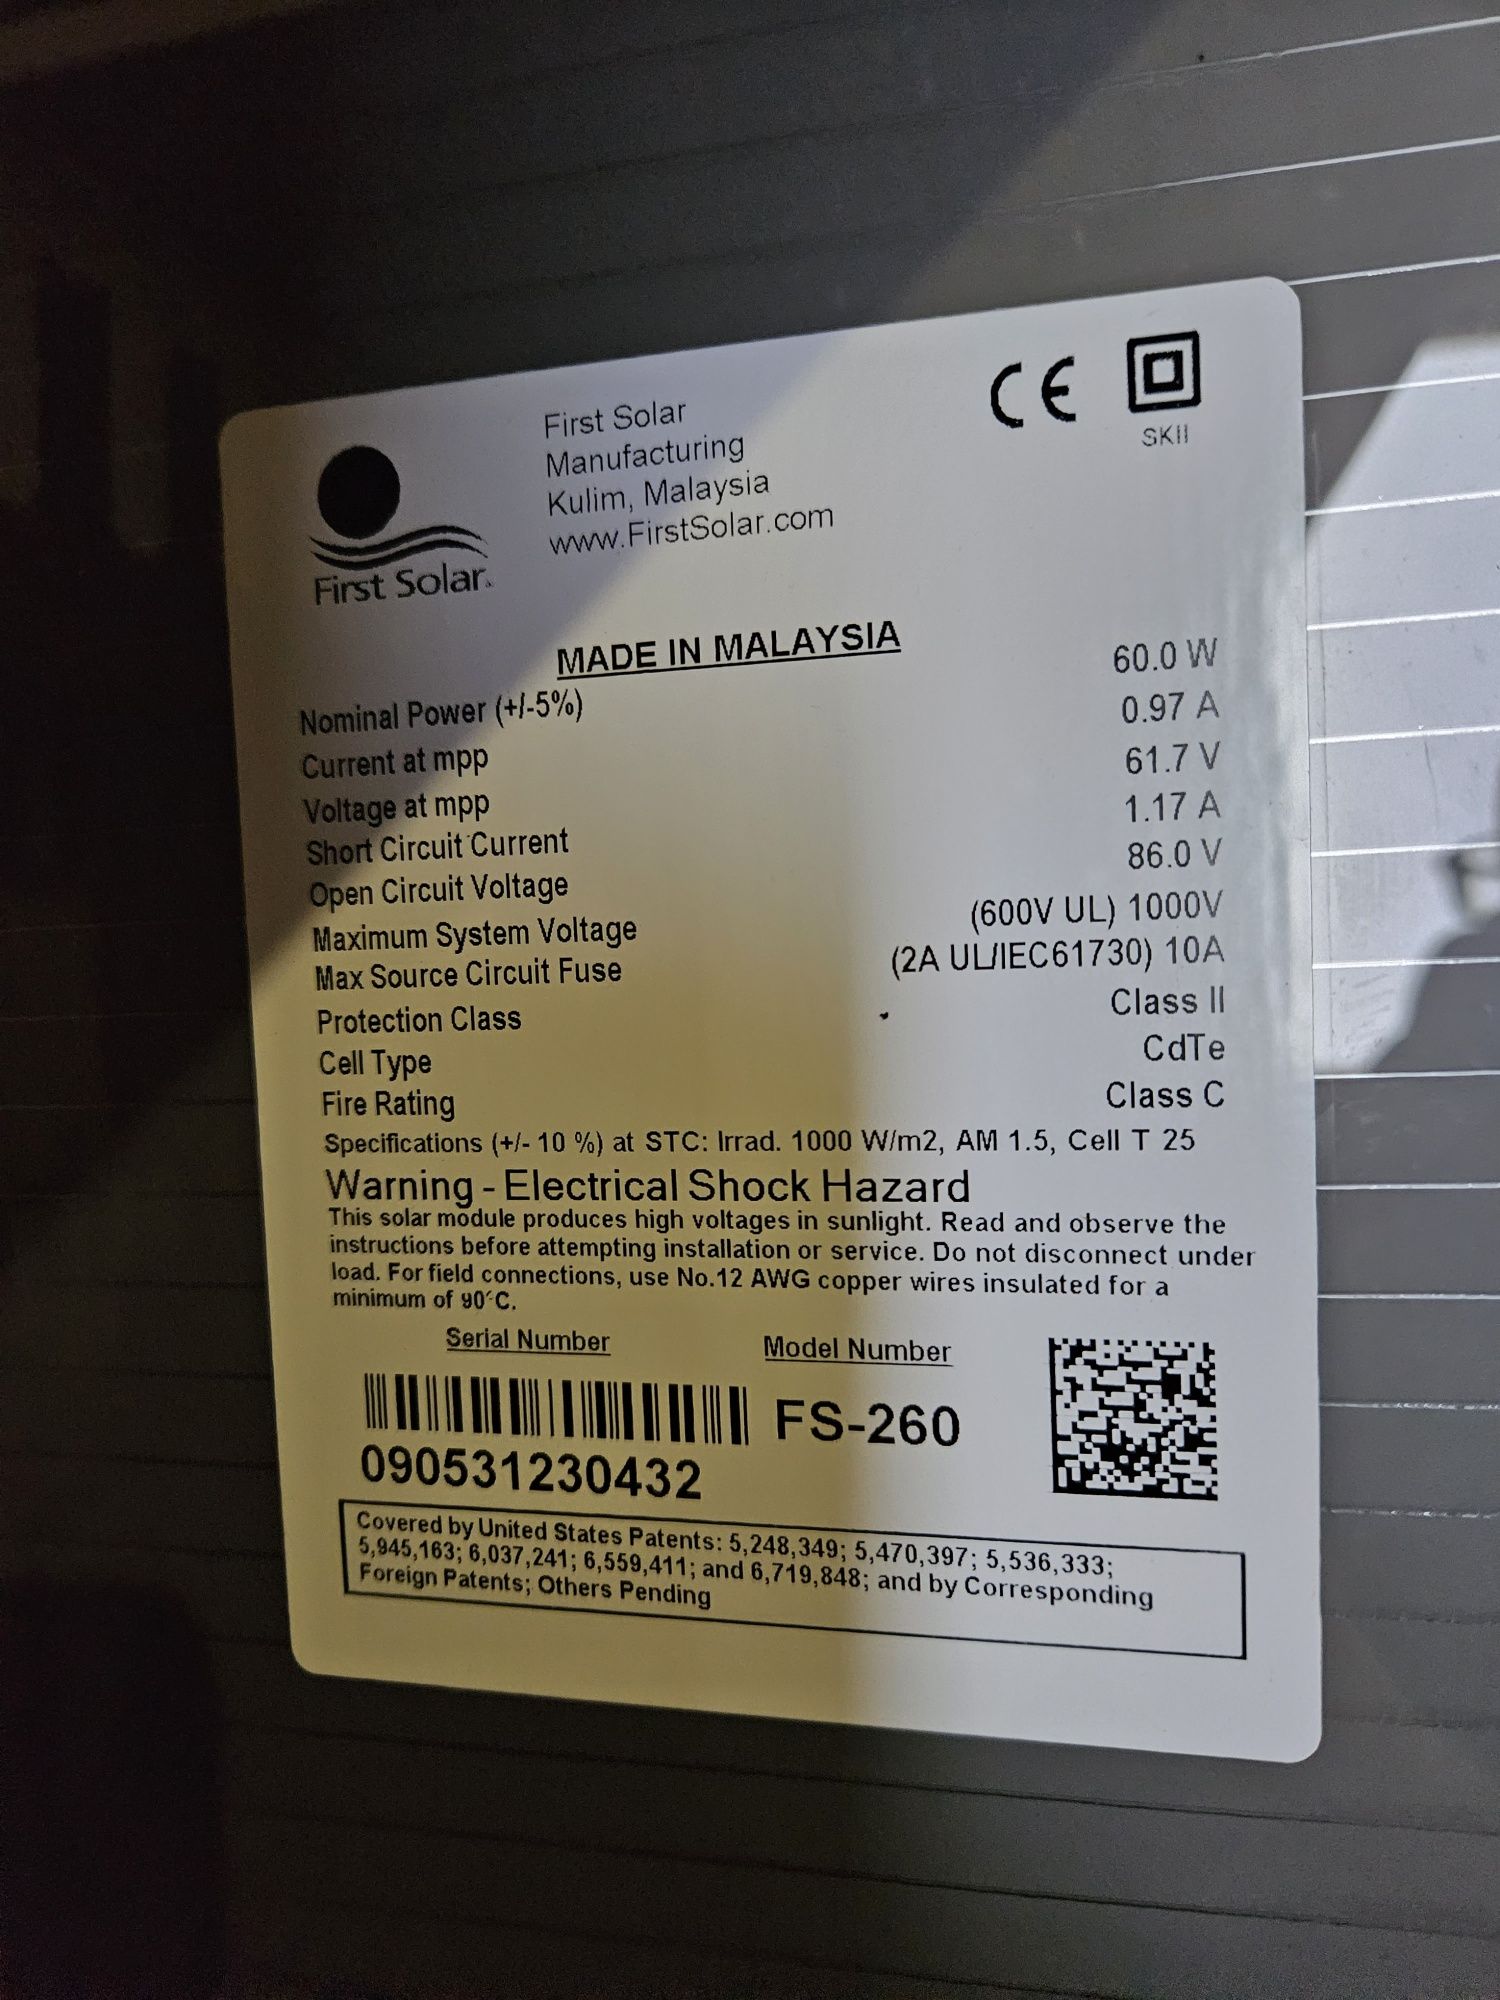 First Solar
Manufacturing
Kulim, Malaysia
www.FirstSolar.com
CE
SKII
First Solar.
MADE IN MALAYSIA
Nominal Power (+/-5%) 60.0 W
Current at mpp 0.97 A
Voltage at mpp 61.7 V
Short Circuit Current 1.17 A
Open Circuit Voltage 86.0 V
Maximum System Voltage (600V UL) 1000V
Max Source Circuit Fuse (2A UL/IEC61730) 10A
Protection Class Class II
Cell Type CdTe
Fire Rating Class C
Specifications (+/- 10 %) at STC: Irrad. 1000 W/m2, AM 1.5, Cell T 25
Warning - Electrical Shock Hazard
This solar module produces high voltages in sunlight. Read and observe the
instructions before attempting installation or service. Do not disconnect under
load. For field connections, use No.12 AWG copper wires insulated for a
minimum of 90°C.
Serial Number Model Number
FS-260
090531230432
Covered by United States Patents: 5,248,349; 5,470,397; 5,536,333;
5,945,163; 6,037,241; 6,559,411; and 6,719,848; and by Corresponding
Foreign Patents; Others Pending